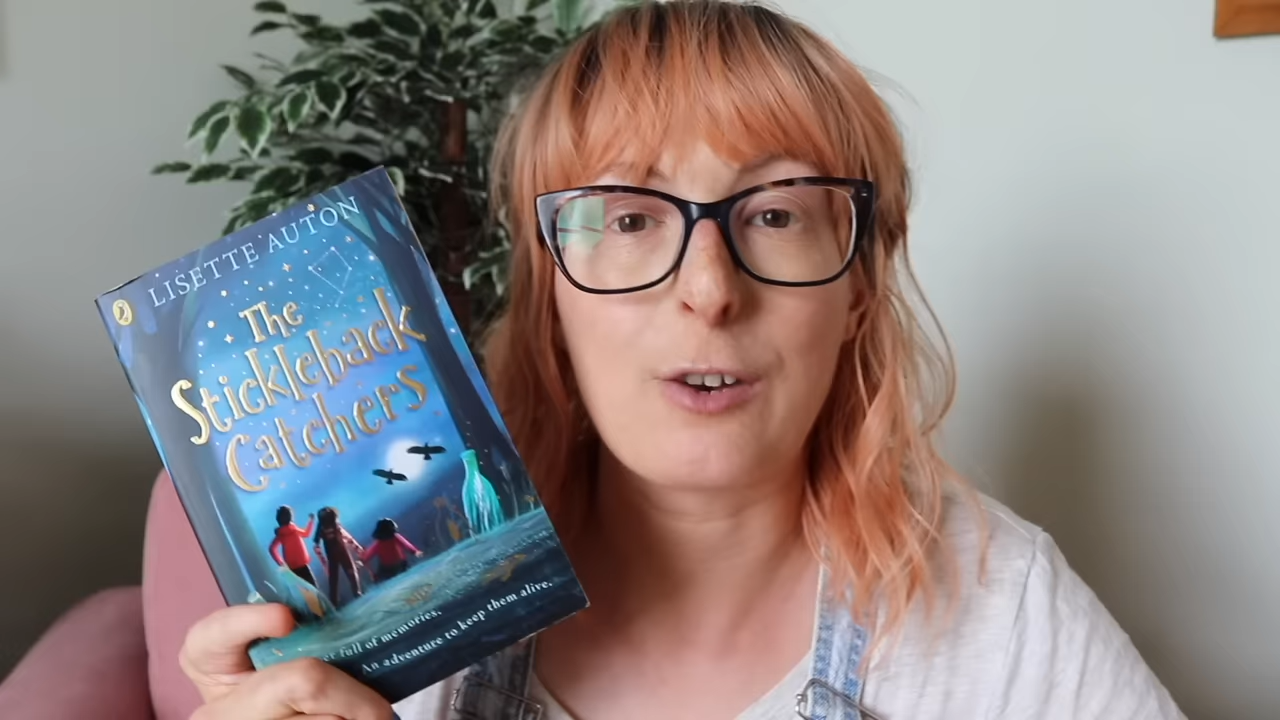 LISETTE AUTON
The
Stickleback
Catchers
full of memories.
An adventure to keep them alive.